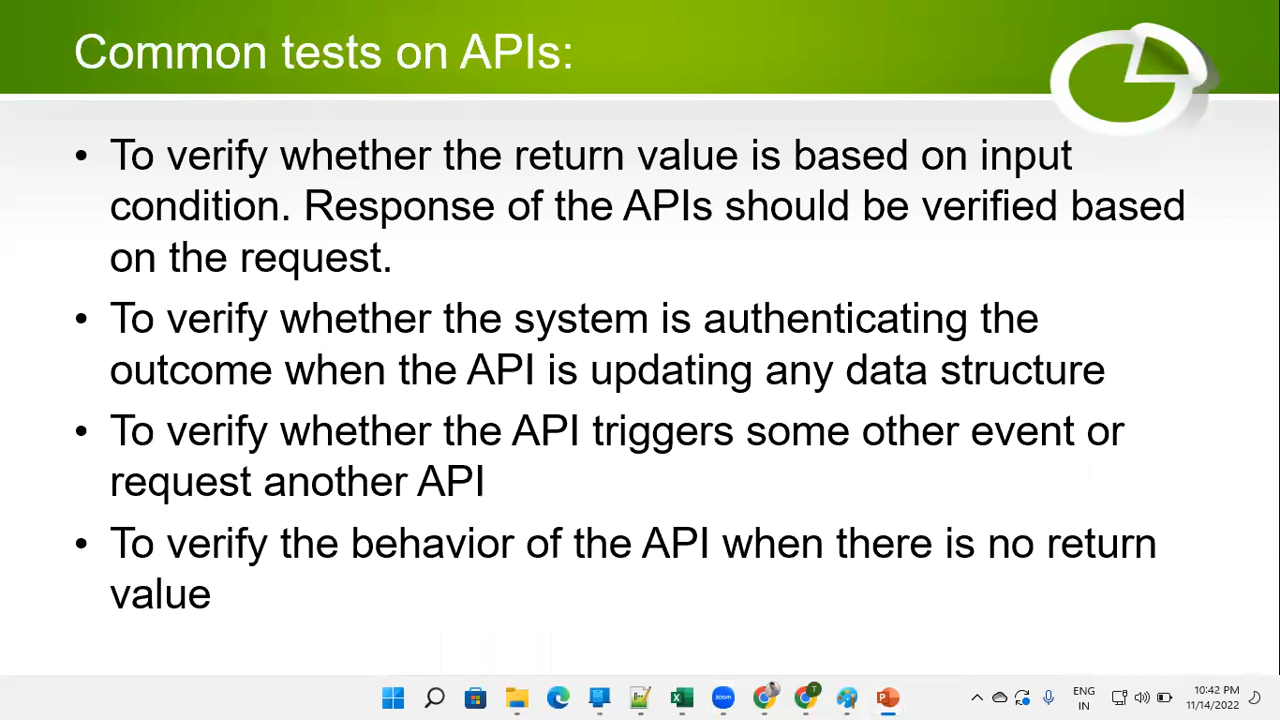 Common tests on APIs:
• To verify whether the return value is based on input
condition. Response of the APIs should be verified based
on the request.
• To verify whether the system is authenticating the
outcome when the API is updating any data structure
• To verify whether the API triggers some other event or
request another API
• To verify the behavior of the API when there is no return
value
zoom
T
ENG
IN
10:42 PM
11/14/2022